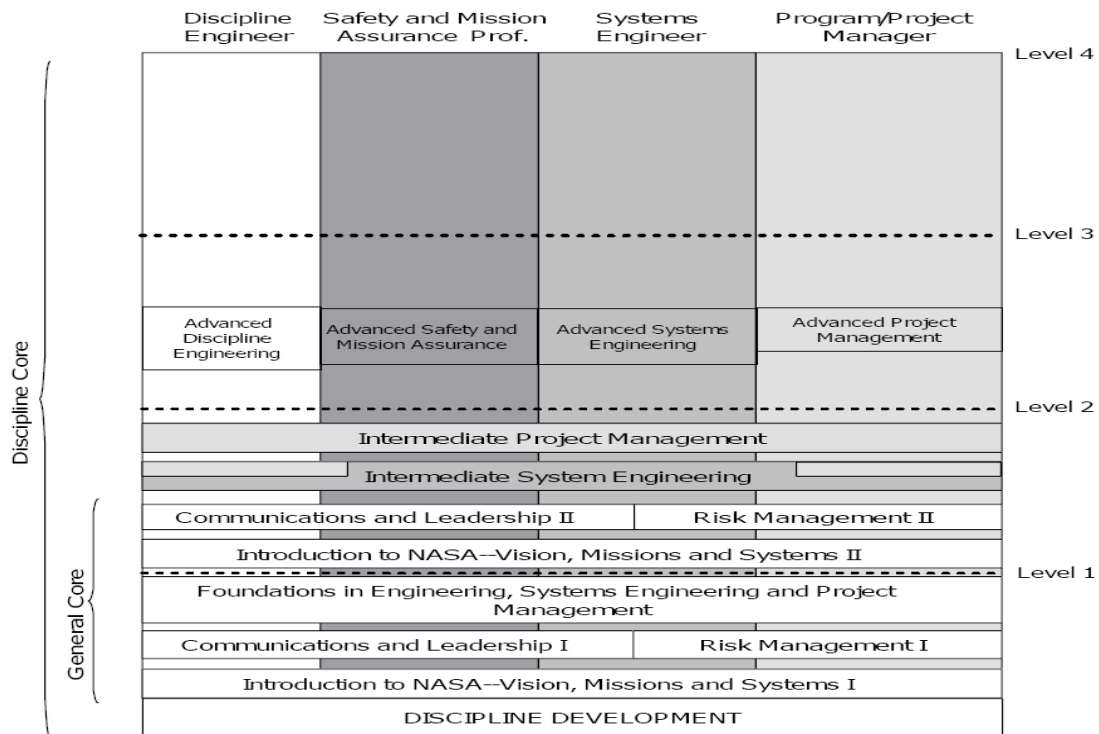 Discipline
Engineer
Safety and Mission
Assurance Prof.
Systems
Engineer
Program/Project
Manager
Level 4
Level 3
Advanced
Discipline
Engineering
Advanced Safety and
Mission Assurance
Advanced Systems
Engineering
Advanced Project
Management
Level 2
Intermediate Project Management
Intermediate System Engineering
Communications and Leadership II
Risk Management II
Introduction to NASA--Vision, Missions and Systems II
Level 1
Foundations in Engineering, Systems Engineering and Project
Management
Communications and Leadership I
Risk Management I
Introduction to NASA--Vision, Missions and Systems I
DISCIPLINE DEVELOPMENT
Discipline Core
General Core